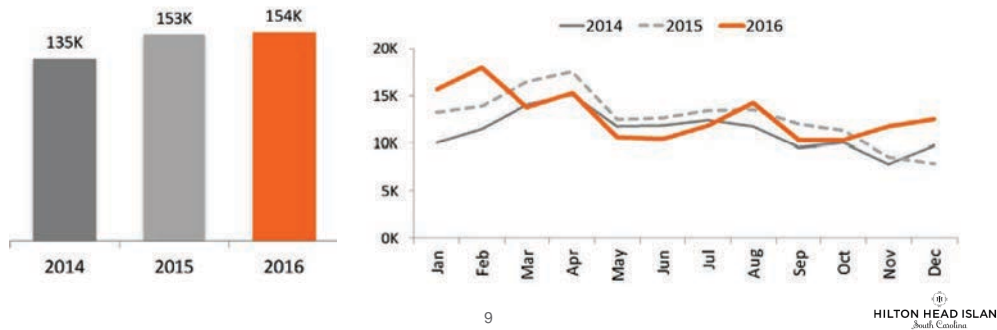 135K
153K
154K
2014
2015
2016
2014 2015 2016
20K
15K
10K
5K
0K
Jan
Feb
Mar
Apr
May
Jun
Jul
Aug
Sep
Oct
Nov
Dec
9
HILTON HEAD ISLAN
South Carolina